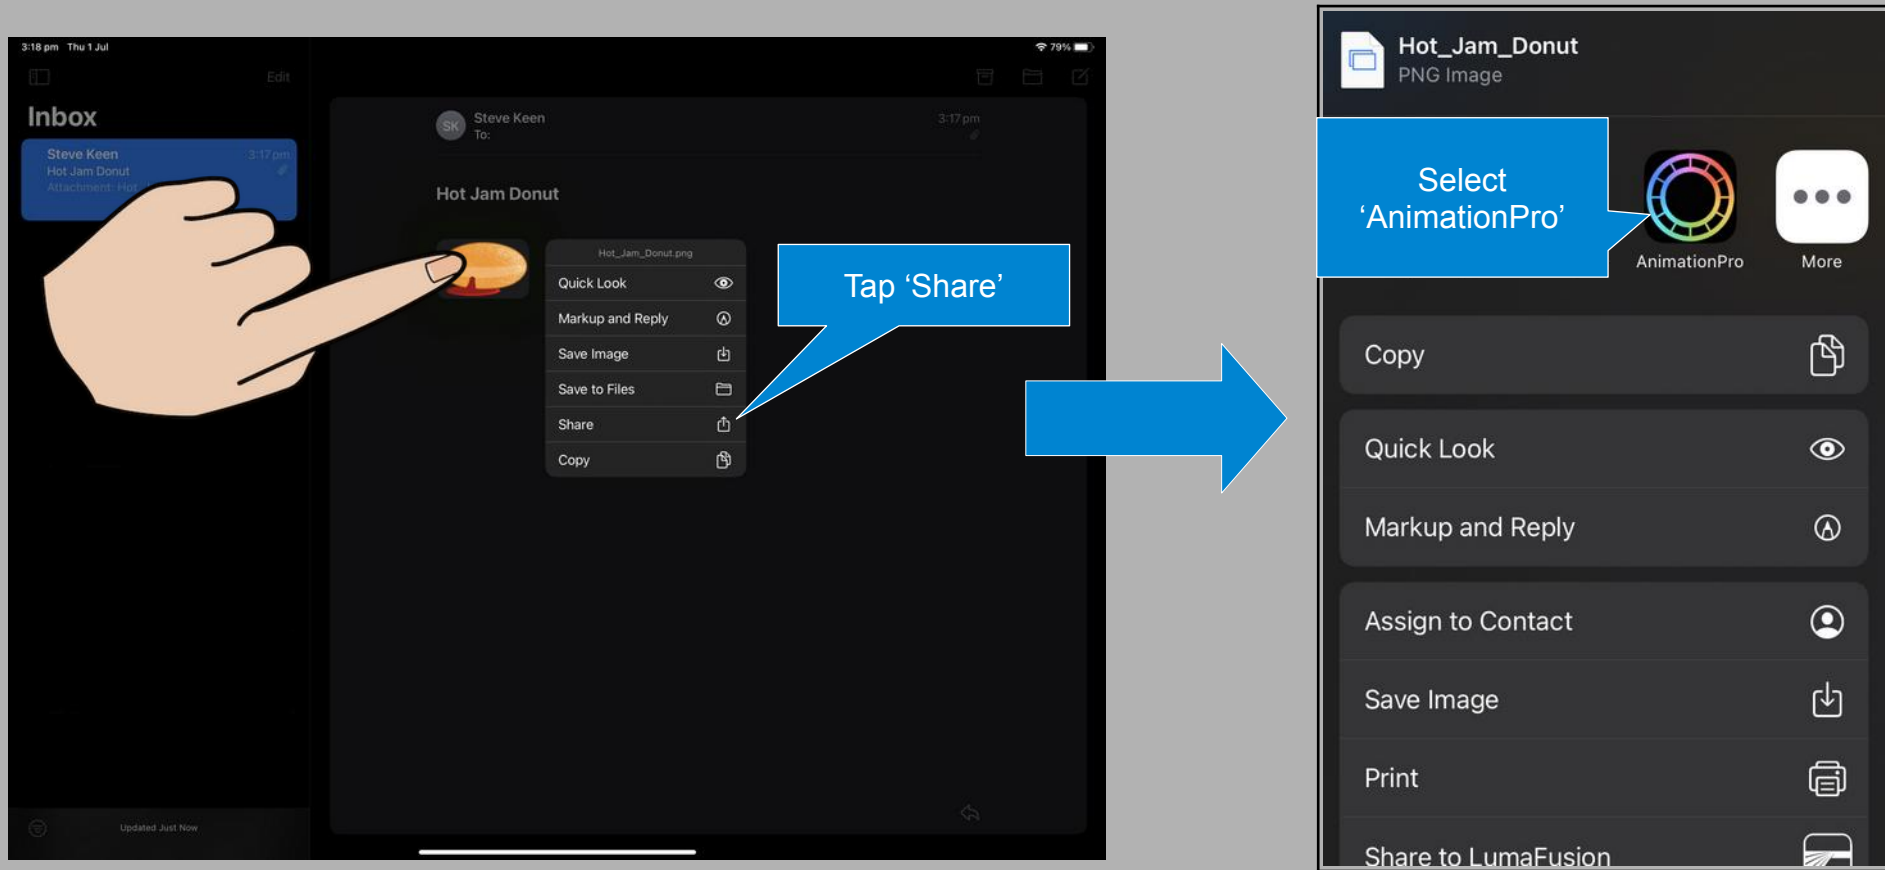 3:18 pm Thu 1 Jul
79%
Edit
Inbox
Steve Keen
3:17 pm
Hot Jam Donut
Attachment: Hot
SK
Steve Keen
3:17 pm
To:
Hot Jam Donut
Hot_Jam_Donut.png
Quick Look
Markup and Reply
Save Image
Save to Files
Share
Copy
Tap ‘Share’
Updated Just Now
Hot_Jam_Donut
PNG Image
Select
‘AnimationPro’
AnimationPro
More
Copy
Quick Look
Markup and Reply
Assign to Contact
Save Image
Print
Share to LumaFusion